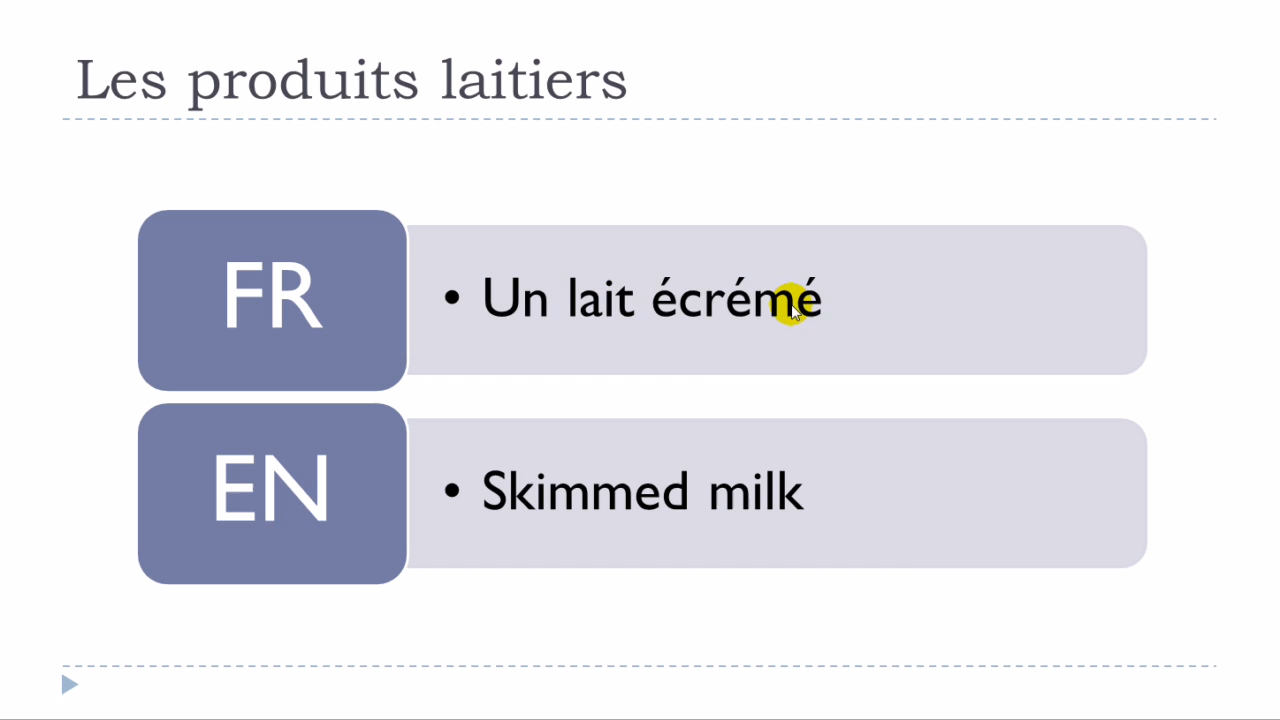 Les produits laitiers
FR
• Un lait écrémé
EN
• Skimmed milk